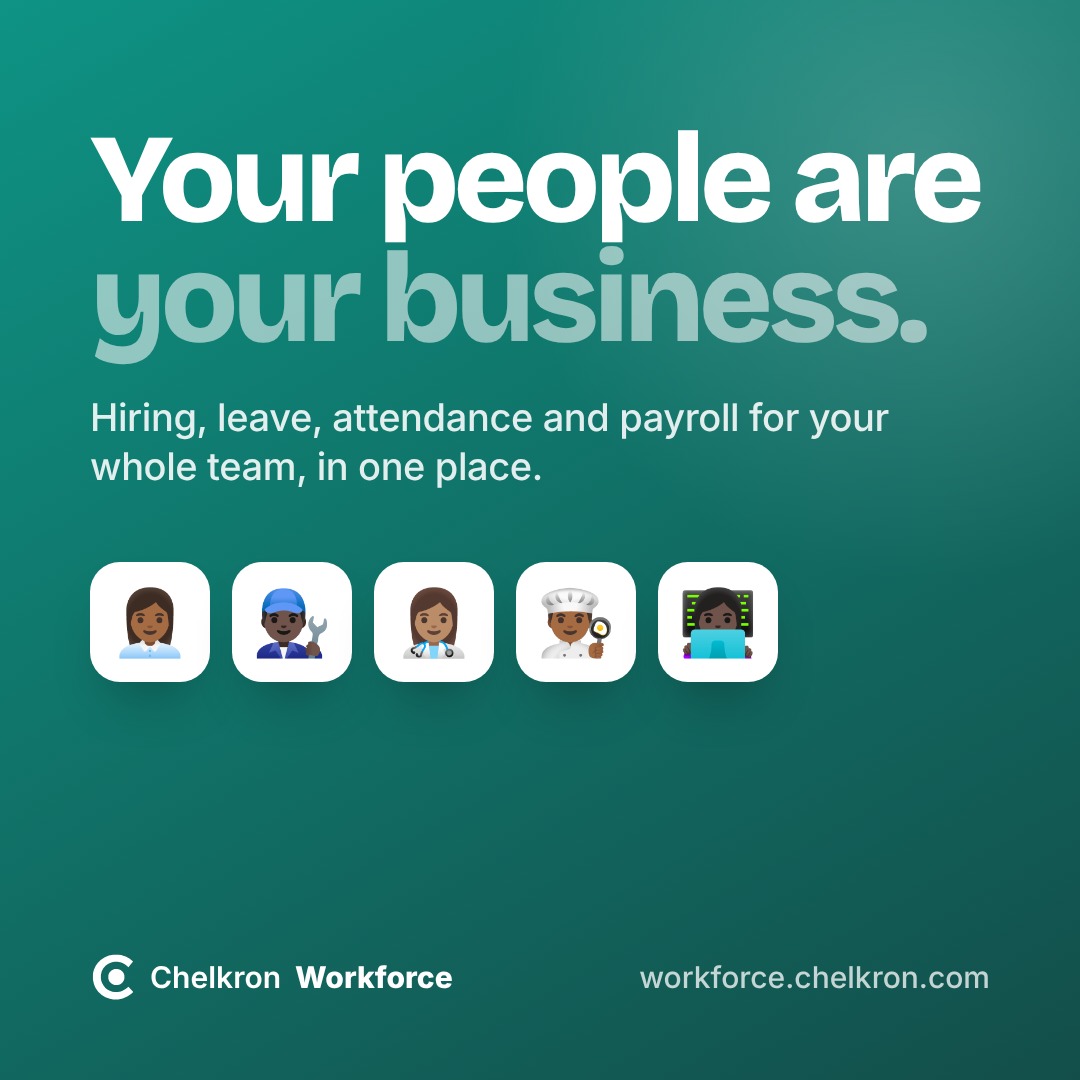 Your people are
your business.
Hiring, leave, attendance and payroll for your
whole team, in one place.
Chelkron Workforce
workforce.chelkron.com